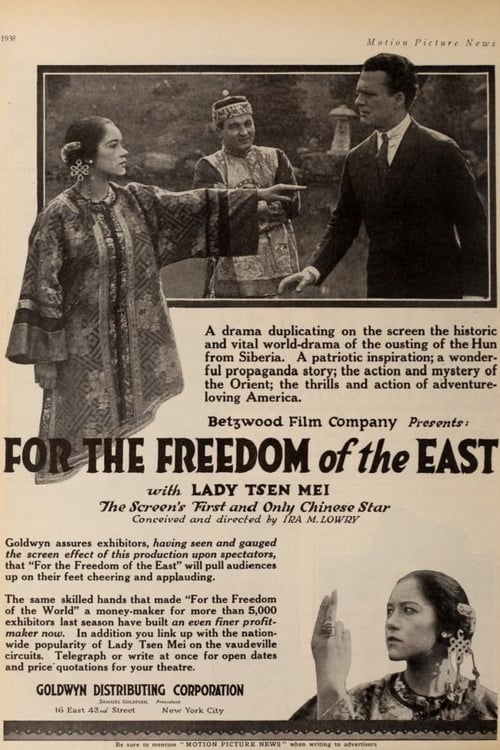 1938
Motion Picture News
A drama duplicating on the screen the historic
and vital world-drama of the ousting of the Hun
from Siberia. A patriotic inspiration; a wonder-
ful propaganda story; the action and mystery of
the Orient; the thrills and action of adventure-
loving America.
Betzwood Film Company Presents:
FOR THE FREEDOM of the EAST
with LADY TSEN MEI
The Screen's First and Only Chinese Star
Conceived and directed by IRA M. LOWRY
Goldwyn assures exhibitors, having seen and gauged
the screen effect of this production upon spectators,
that "For the Freedom of the East" will pull audiences
up on their feet cheering and applauding.
The same skilled hands that made "For the Freedom
of the World" a money-maker for more than 5,000
exhibitors last season have built an even finer profit-
maker now. In addition you link up with the nation-
wide popularity of Lady Tsen Mei on the vaudeville
circuits. Telegraph or write at once for open dates
and price quotations for your theatre.
GOLDWYN DISTRIBUTING CORPORATION
SAMUEL GOLDFISH, President
16 East 42nd Street New York City
Be sure to mention "MOTION PICTURE NEWS" when writing to advertisers